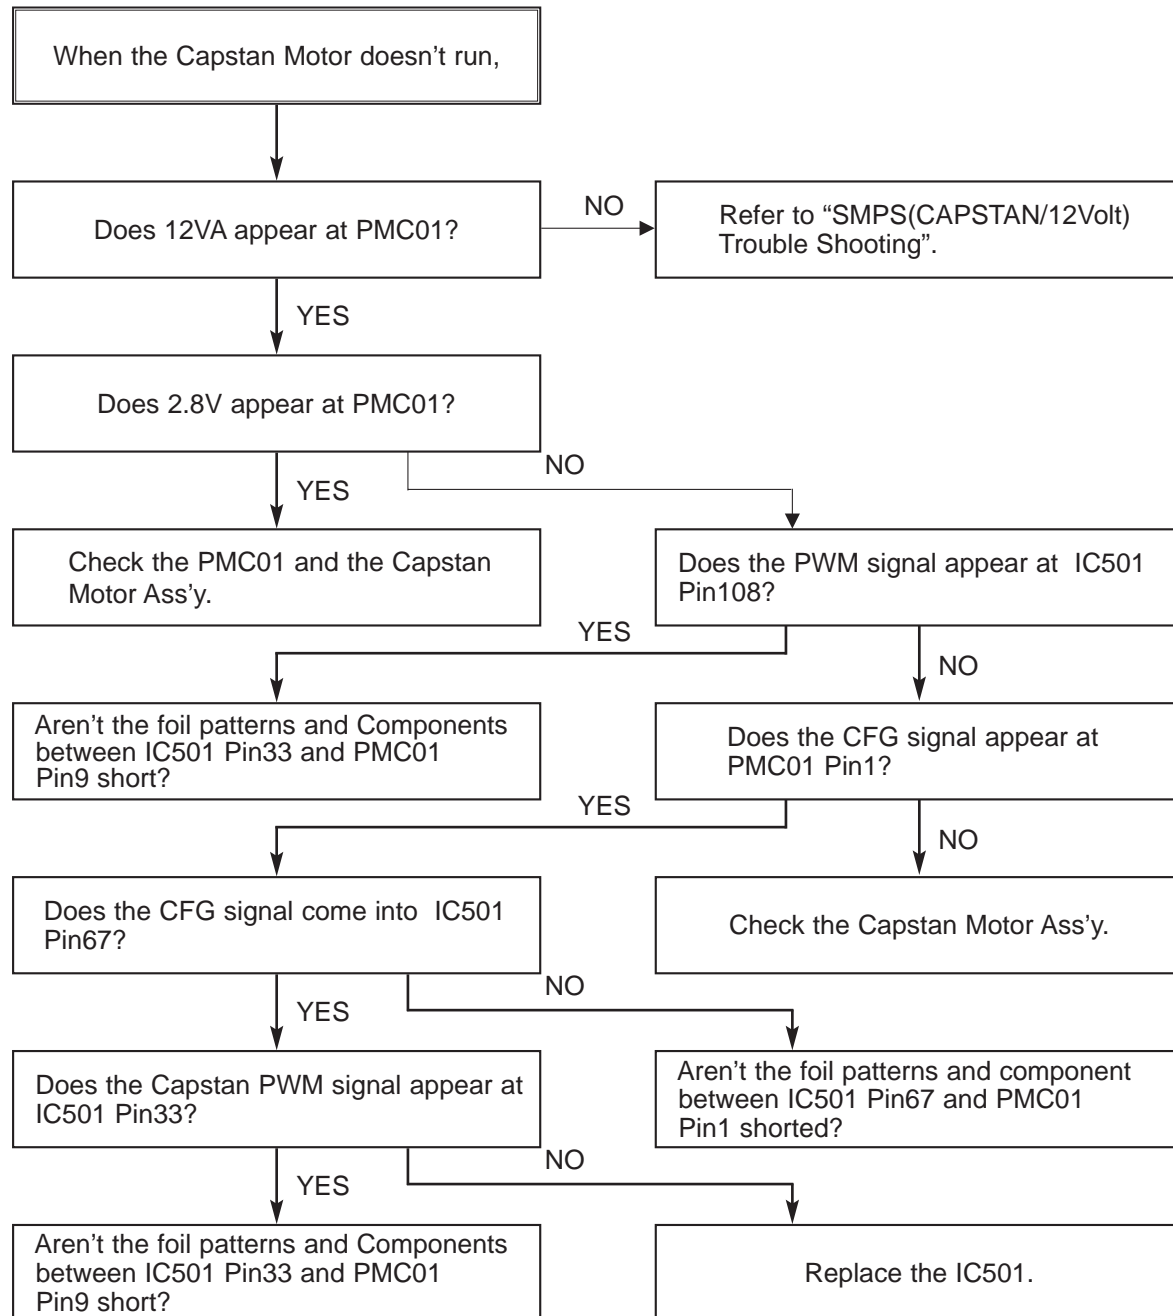 When the Capstan Motor doesn’t run,
Does 12VA appear at PMC01?
NO
Refer to “SMPS(CAPSTAN/12Volt)
Trouble Shooting”.
YES
Does 2.8V appear at PMC01?
NO
YES
Check the PMC01 and the Capstan
Motor Ass'y.
Does the PWM signal appear at IC501
Pin108?
YES
NO
Aren’t the foil patterns and Components
between IC501 Pin33 and PMC01
Pin9 short?
Does the CFG signal appear at
PMC01 Pin1?
YES
NO
Does the CFG signal come into IC501
Pin67?
Check the Capstan Motor Ass’y.
NO
YES
Does the Capstan PWM signal appear at
IC501 Pin33?
Aren’t the foil patterns and component
between IC501 Pin67 and PMC01
Pin1 shorted?
NO
YES
Aren’t the foil patterns and Components
between IC501 Pin33 and PMC01
Pin9 short?
Replace the IC501.